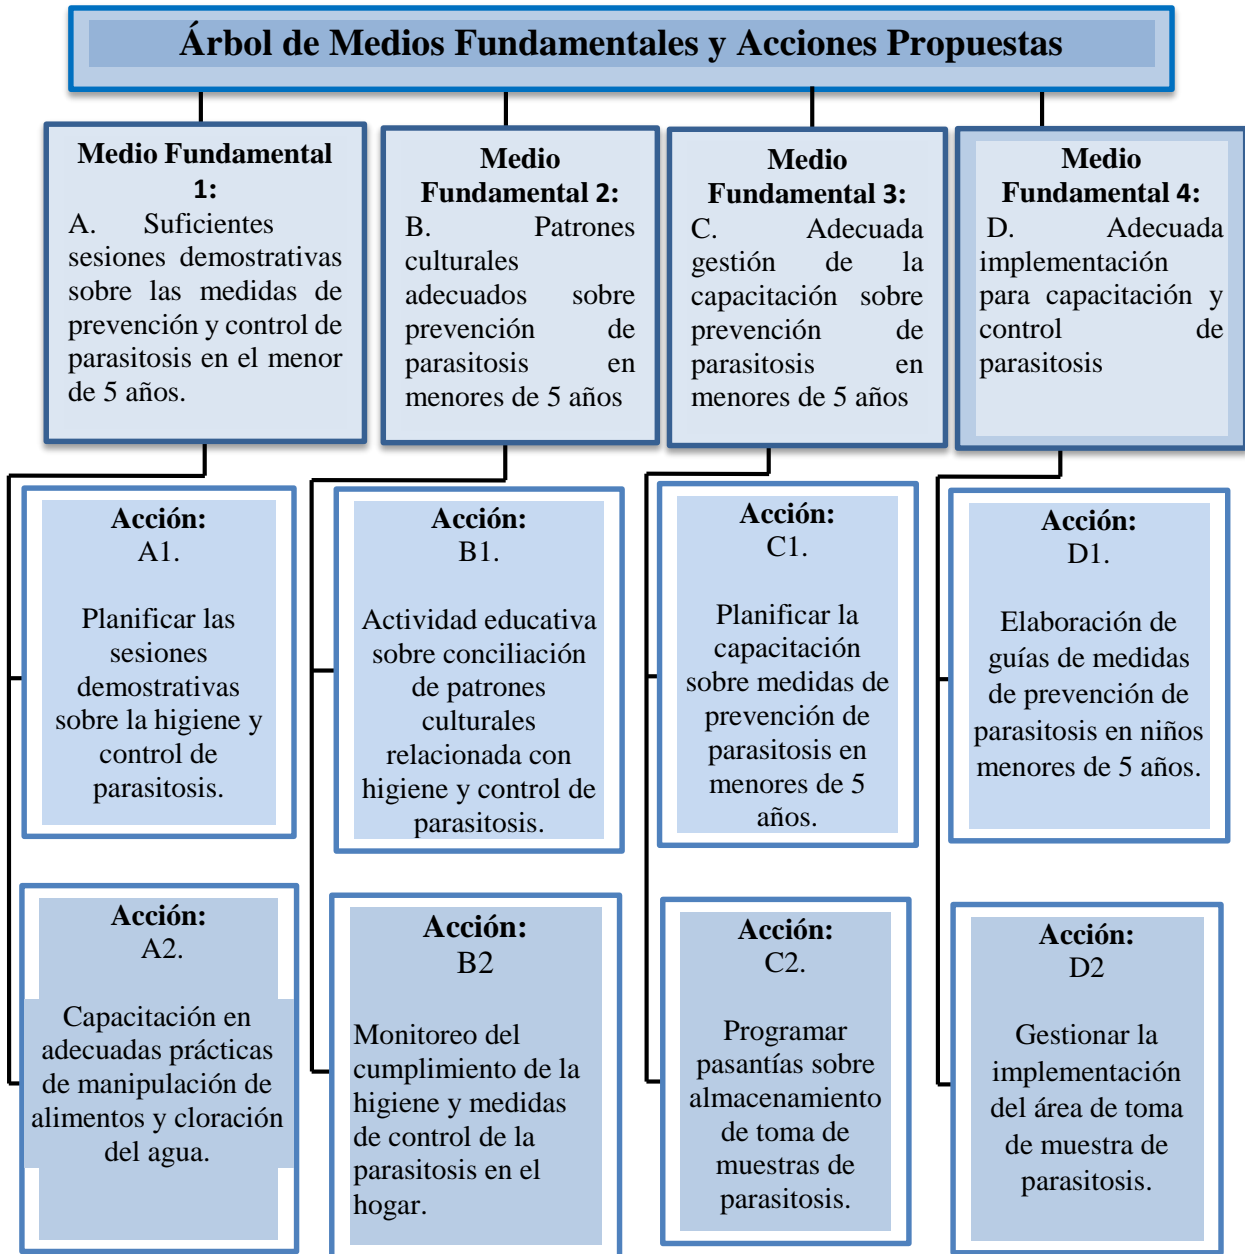 Árbol de Medios Fundamentales y Acciones Propuestas
Medio Fundamental
1:
A. Suficientes
sesiones demostrativas
sobre las medidas de
prevención y control de
parasitosis en el menor
de 5 años.
Medio
Fundamental 2:
B. Patrones
culturales
adecuados sobre
prevención de
parasitosis en
menores de 5 años
Medio
Fundamental 3:
C. Adecuada
gestión de la
capacitación sobre
prevención de
parasitosis en
menores de 5 años
Medio
Fundamental 4:
D. Adecuada
implementación
para capacitación y
control de
parasitosis
Acción:
A1.
Planificar las
sesiones
demostrativas
sobre la higiene y
control de
parasitosis.
Acción:
B1.
Actividad educativa
sobre conciliación
de patrones
culturales
relacionada con
higiene y control de
parasitosis.
Acción:
C1.
Planificar la
capacitación
sobre medidas de
prevención de
parasitosis en
menores de 5
años.
Acción:
D1.
Elaboración de
guías de medidas
de prevención de
parasitosis en niños
menores de 5 años.
Acción:
A2.
Capacitación en
adecuadas prácticas
de manipulación de
alimentos y cloración
del agua.
Acción:
B2
Monitoreo del
cumplimiento de la
higiene y medidas
de control de la
parasitosis en el
hogar.
Acción:
C2.
Programar
pasantías sobre
almacenamiento
de toma de
muestras de
parasitosis.
Acción:
D2
Gestionar la
implementación
del área de toma
de muestra de
parasitosis.